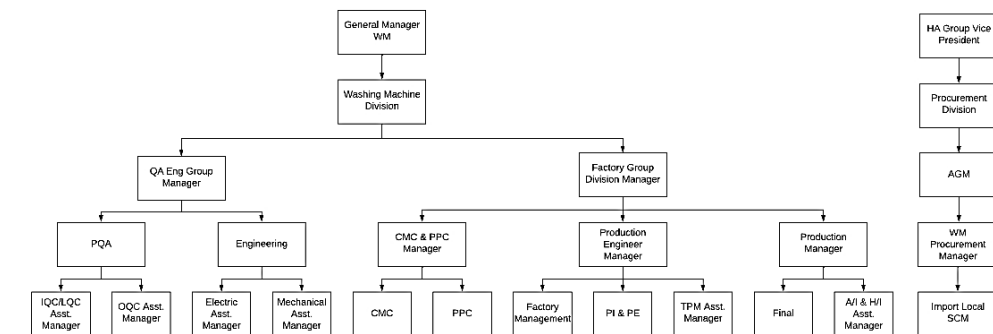 General Manager
WM
HA Group Vice
President
Washing Machine
Division
Procurement
Division
QA Eng Group
Manager
Factory Group
Division Manager
AGM
PQA
Engineering
CMC & PPC
Manager
Production
Engineer
Manager
Production
Manager
WM
Procurement
Manager
IQC/LQC
Asst.
Manager
OQC Asst.
Manager
Electric
Asst.
Manager
Mechanical
Asst.
Manager
CMC
PPC
Factory
Management
PI & PE
TPM Asst.
Manager
Final
A/I & H/I
Asst.
Manager
Import Local
SCM